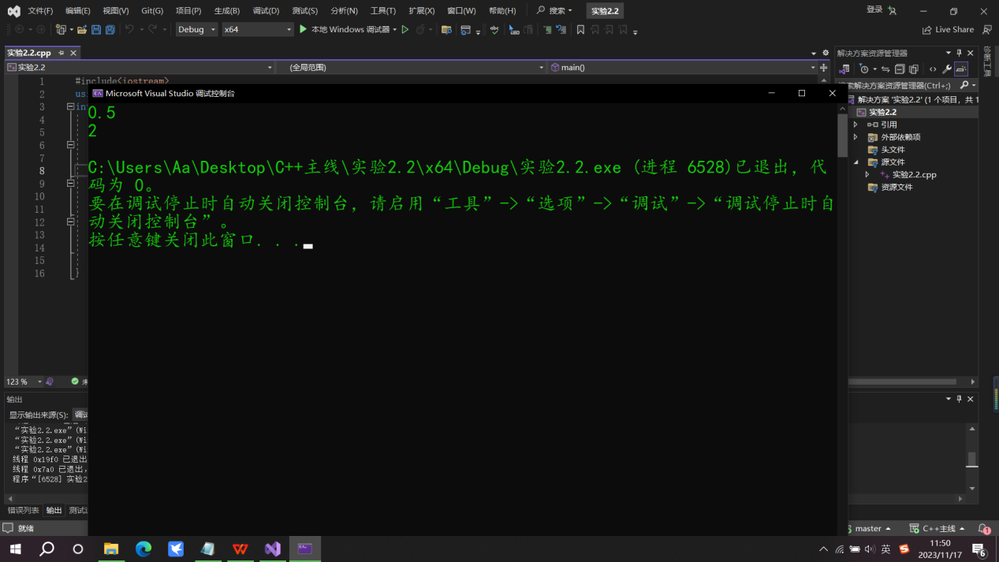 文件(F) 编辑(E) 视图(V) Git(G) 项目(P) 生成(B) 调试(D) 测试(S) 分析(N) 工具(T) 扩展(X) 窗口(W) 帮助(H) 搜索 实验2.2 登录
Debug x64 本地 Windows 调试器 Live Share
实验2.2.cpp
实验2.2 (全局范围) main()
1 #include<iostream>
2 us
3 in
4
5
6
7
8
9
10
11
12
13
14
15
16 }
Microsoft Visual Studio 调试控制台
0.5
2
C:\Users\Aa\Desktop\C++主线\实验2.2\x64\Debug\实验2.2.exe (进程 6528)已退出，代
码为 0。
要在调试停止时自动关闭控制台，请启用“工具”->“选项”->“调试”->“调试停止时自
动关闭控制台”。
按任意键关闭此窗口. . .
解决方案资源管理器
索解决方案资源管理器(Ctrl+;)
解决方案 '实验2.2' (1 个项目，共 1
实验2.2
引用
外部依赖项
头文件
源文件
实验2.2.cpp
资源文件
诊断工具
123 % 未
输出
显示输出来源(S): 调试
“实验2.2.exe”(Wi
“实验2.2.exe”(Wi
“实验2.2.exe”(Wi
线程 0x19f0 已退出
线程 0x7a0 已退出，
程序“[6528] 实验2
错误列表 输出 测试
就绪 master C++主线 1
英 11:50
2023/11/17 6